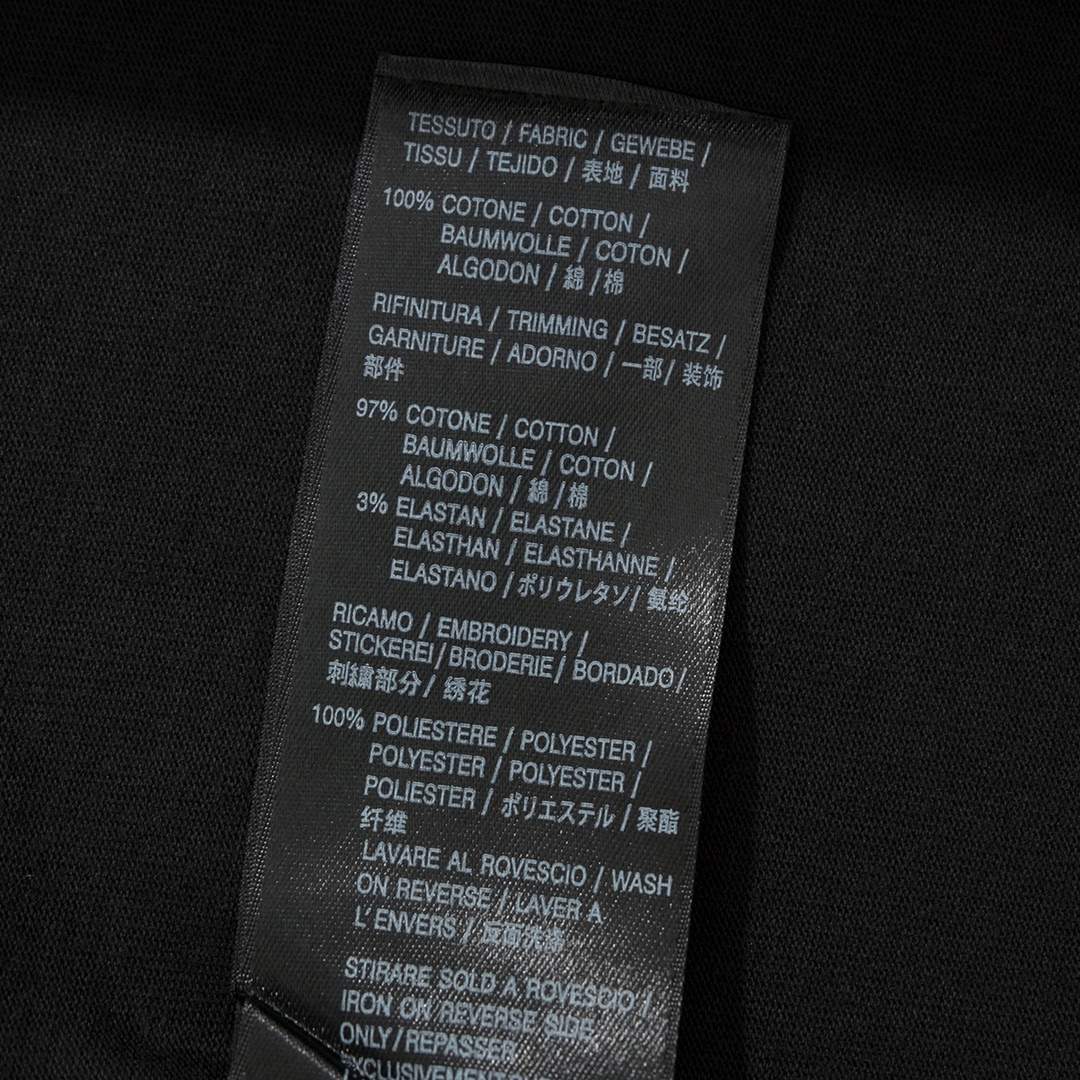 TESSUTO / FABRIC / GEWEBE /
TISSU / TEJIDO / 表地 / 面料
100% COTONE / COTTON /
BAUMWOLLE / COTON /
ALGODON / 綿 / 棉
RIFINITURA / TRIMMING / BESATZ /
GARNITURE / ADORNO / 一部 / 装饰
部件
97% COTONE / COTTON /
BAUMWOLLE / COTON /
ALGODON / 綿 / 棉
3% ELASTAN / ELASTANE /
ELASTHAN / ELASTHANNE /
ELASTANO / ポリウレタン / 氨纶
RICAMO / EMBROIDERY /
STICKEREI / BRODERIE / BORDADO /
刺繍部分 / 绣花
100% POLIESTERE / POLYESTER /
POLYESTER / POLYESTER /
POLIESTER / ポリエステル / 聚酯
纤维
LAVARE AL ROVESCIO / WASH
ON REVERSE / LAVER A
L'ENVERS / 反面洗涤
STIRARE SOLO A ROVESCIO /
IRON ON REVERSE SIDE
ONLY / REPASSER